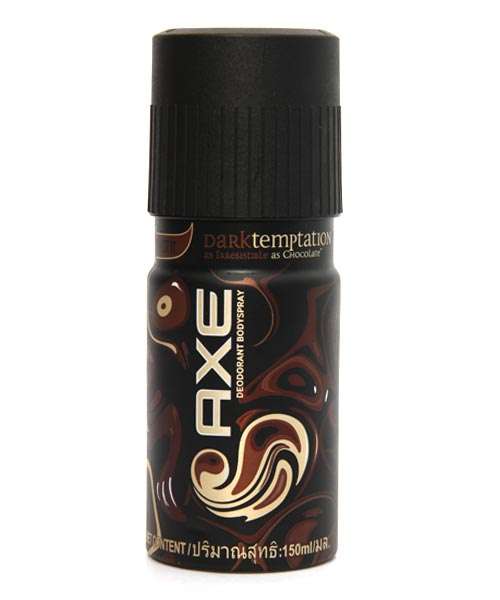 Darktemptation
as Irresistible as Chocolate
AXE
DEODORANT BODYSPRAY
NET CONTENT / ปริมาณสุทธิ: 150ml/มล.